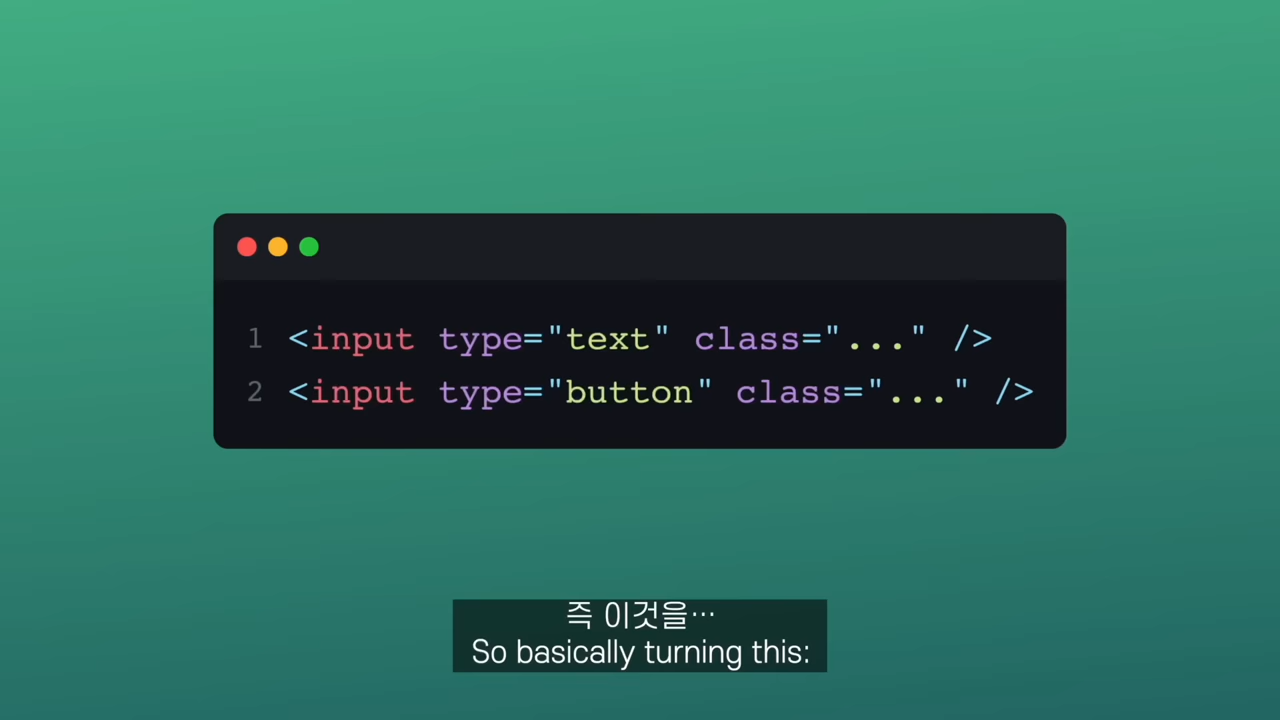 1 <input type="text" class="..." />
2 <input type="button" class="..." />
즉 이것을…
So basically turning this: